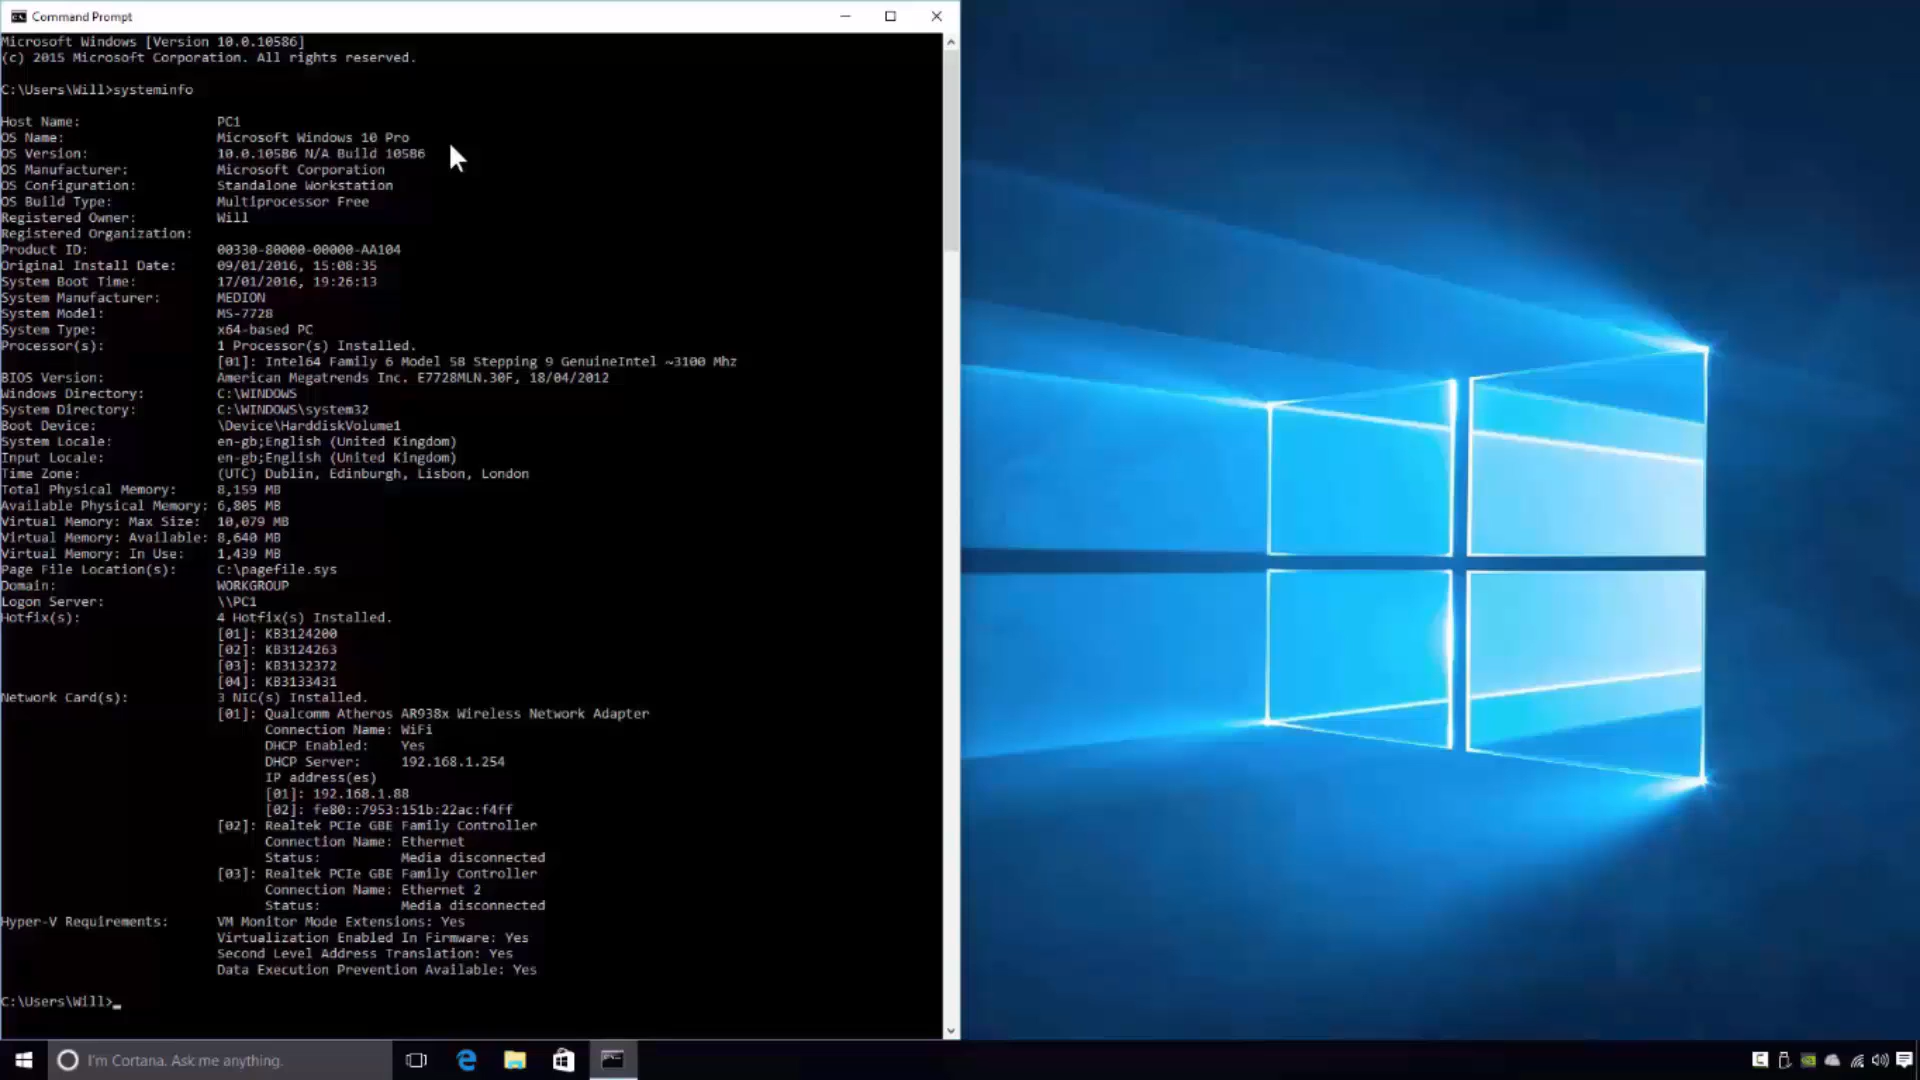 Command Prompt
Microsoft Windows [Version 10.0.10586]
(c) 2015 Microsoft Corporation. All rights reserved.
C:\Users\Will>systeminfo
Host Name: PC1
OS Name: Microsoft Windows 10 Pro
OS Version: 10.0.10586 N/A Build 10586
OS Manufacturer: Microsoft Corporation
OS Configuration: Standalone Workstation
OS Build Type: Multiprocessor Free
Registered Owner: Will
Registered Organization:
Product ID: 00330-80000-00000-AA104
Original Install Date: 09/01/2016, 15:08:35
System Boot Time: 17/01/2016, 19:26:13
System Manufacturer: MEDION
System Model: MS-7728
System Type: x64-based PC
Processor(s): 1 Processor(s) Installed.
[01]: Intel64 Family 6 Model 58 Stepping 9 GenuineIntel ~3100 Mhz
BIOS Version: American Megatrends Inc. E7728MLN.30F, 18/04/2012
Windows Directory: C:\WINDOWS
System Directory: C:\WINDOWS\system32
Boot Device: \Device\HarddiskVolume1
System Locale: en-gb;English (United Kingdom)
Input Locale: en-gb;English (United Kingdom)
Time Zone: (UTC) Dublin, Edinburgh, Lisbon, London
Total Physical Memory: 8,159 MB
Available Physical Memory: 6,805 MB
Virtual Memory: Max Size: 10,079 MB
Virtual Memory: Available: 8,640 MB
Virtual Memory: In Use: 1,439 MB
Page File Location(s): C:\pagefile.sys
Domain: WORKGROUP
Logon Server: \\PC1
Hotfix(s): 4 Hotfix(s) Installed.
[01]: KB3124200
[02]: KB3124263
[03]: KB3132372
[04]: KB3133431
Network Card(s): 3 NIC(s) Installed.
[01]: Qualcomm Atheros AR938x Wireless Network Adapter
Connection Name: WiFi
DHCP Enabled: Yes
DHCP Server: 192.168.1.254
IP address(es)
[01]: 192.168.1.88
[02]: fe80::7953:151b:22ac:f4ff
[02]: Realtek PCIe GBE Family Controller
Connection Name: Ethernet
Status: Media disconnected
[03]: Realtek PCIe GBE Family Controller
Connection Name: Ethernet 2
Status: Media disconnected
Hyper-V Requirements: VM Monitor Mode Extensions: Yes
Virtualization Enabled In Firmware: Yes
Second Level Address Translation: Yes
Data Execution Prevention Available: Yes
C:\Users\Will>_
I'm Cortana. Ask me anything.